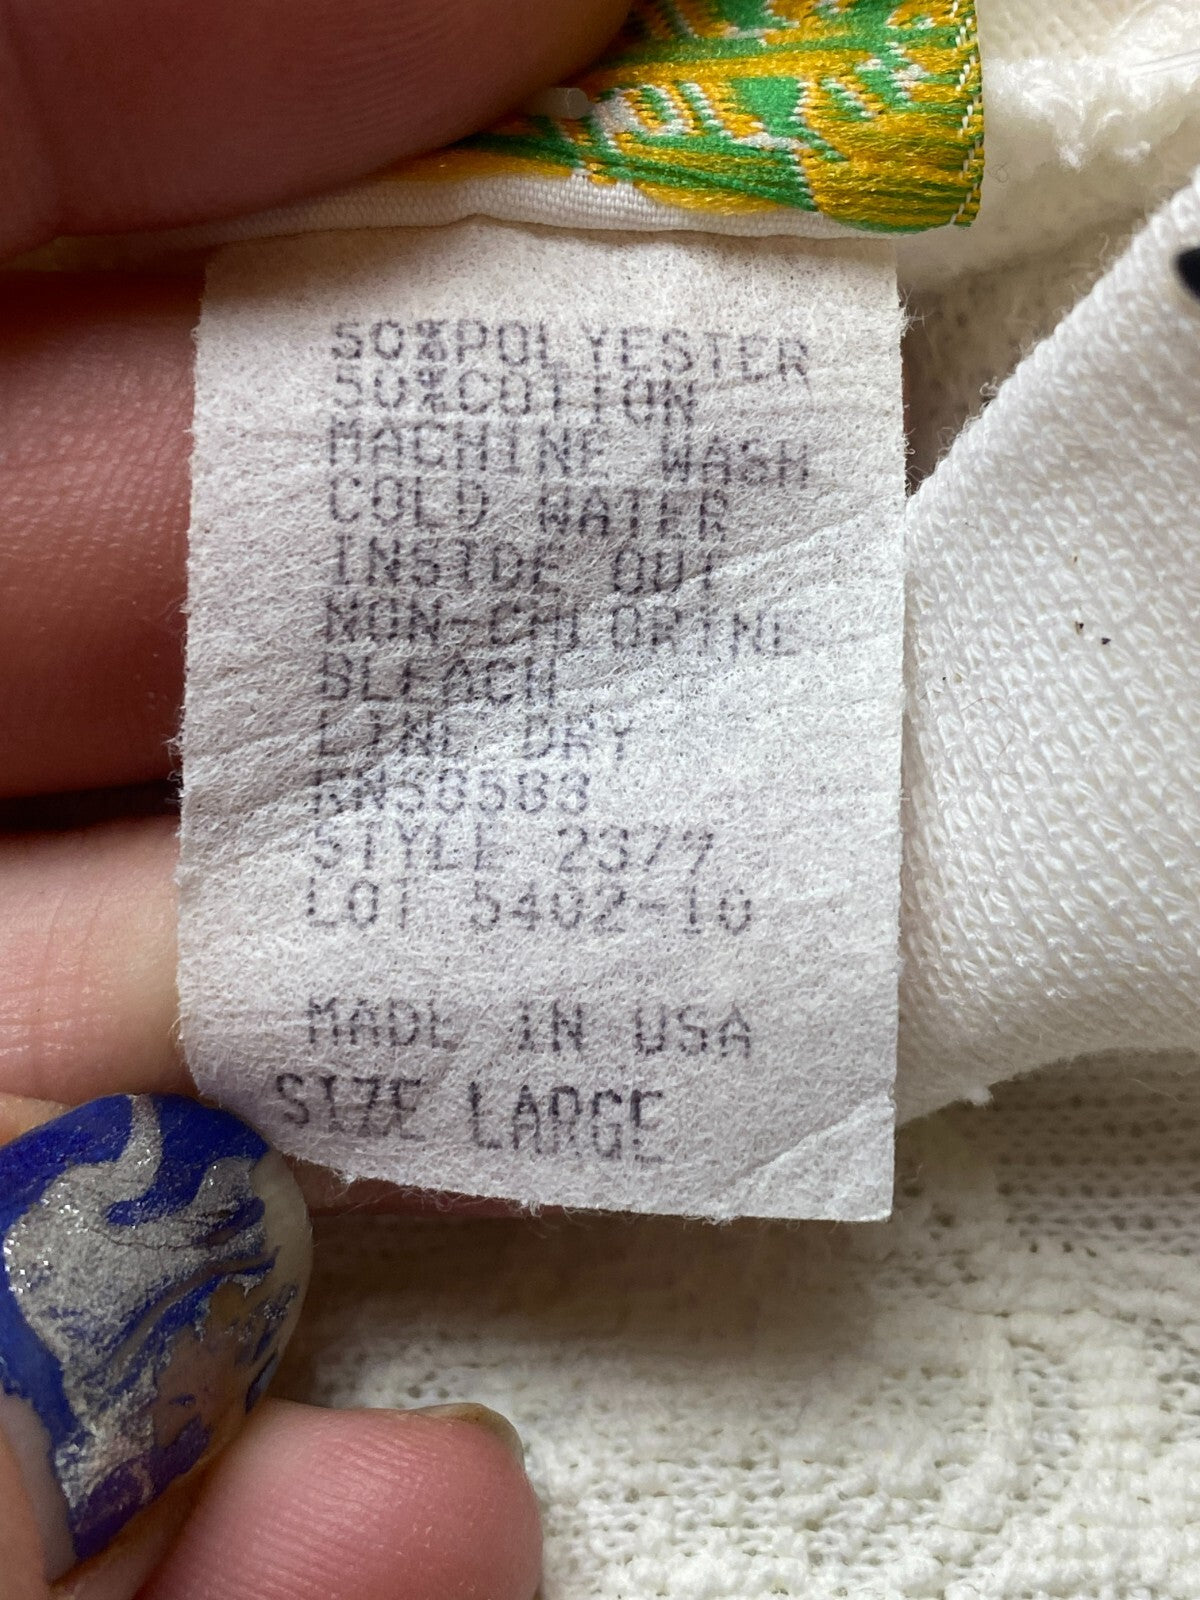 50%POLYESTER
50%COTTON
MACHINE WASH
COLD WATER
INSIDE OUT
NON-CHLORINE
BLEACH
LINE DRY
STYLE 2377
LOT 5402-16
MADE IN USA
SIZE LARGE